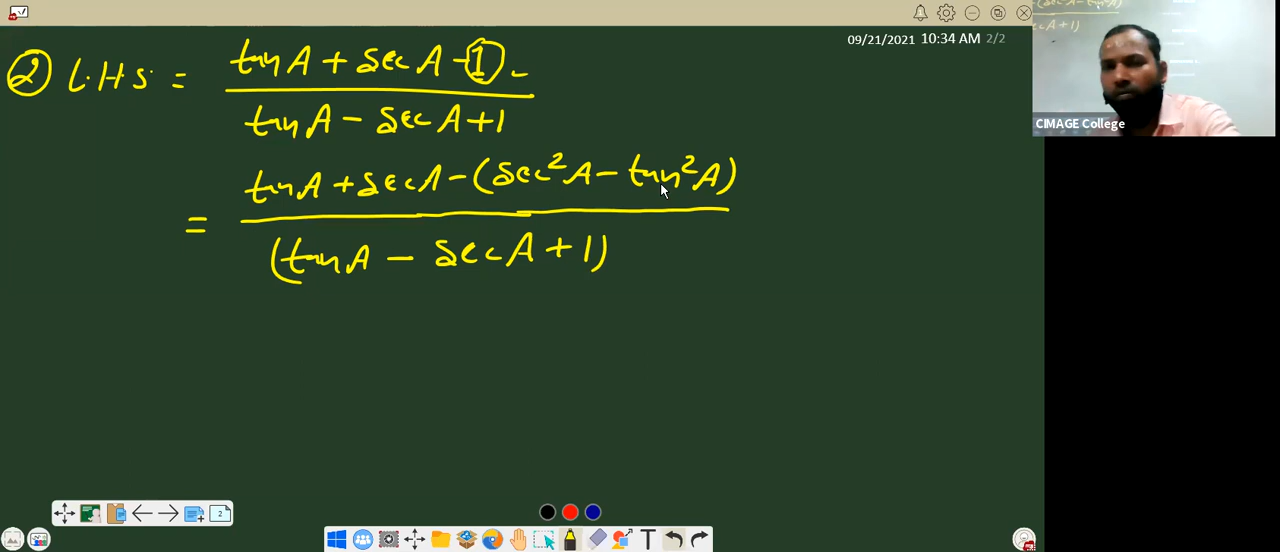 09/21/2021 10:34 AM 2/2
CIMAGE College
② L.H.S. = tanA + secA - 1
tanA - secA + 1
= tanA + secA - (sec²A - tan²A)
(tanA - secA + 1)
2
T